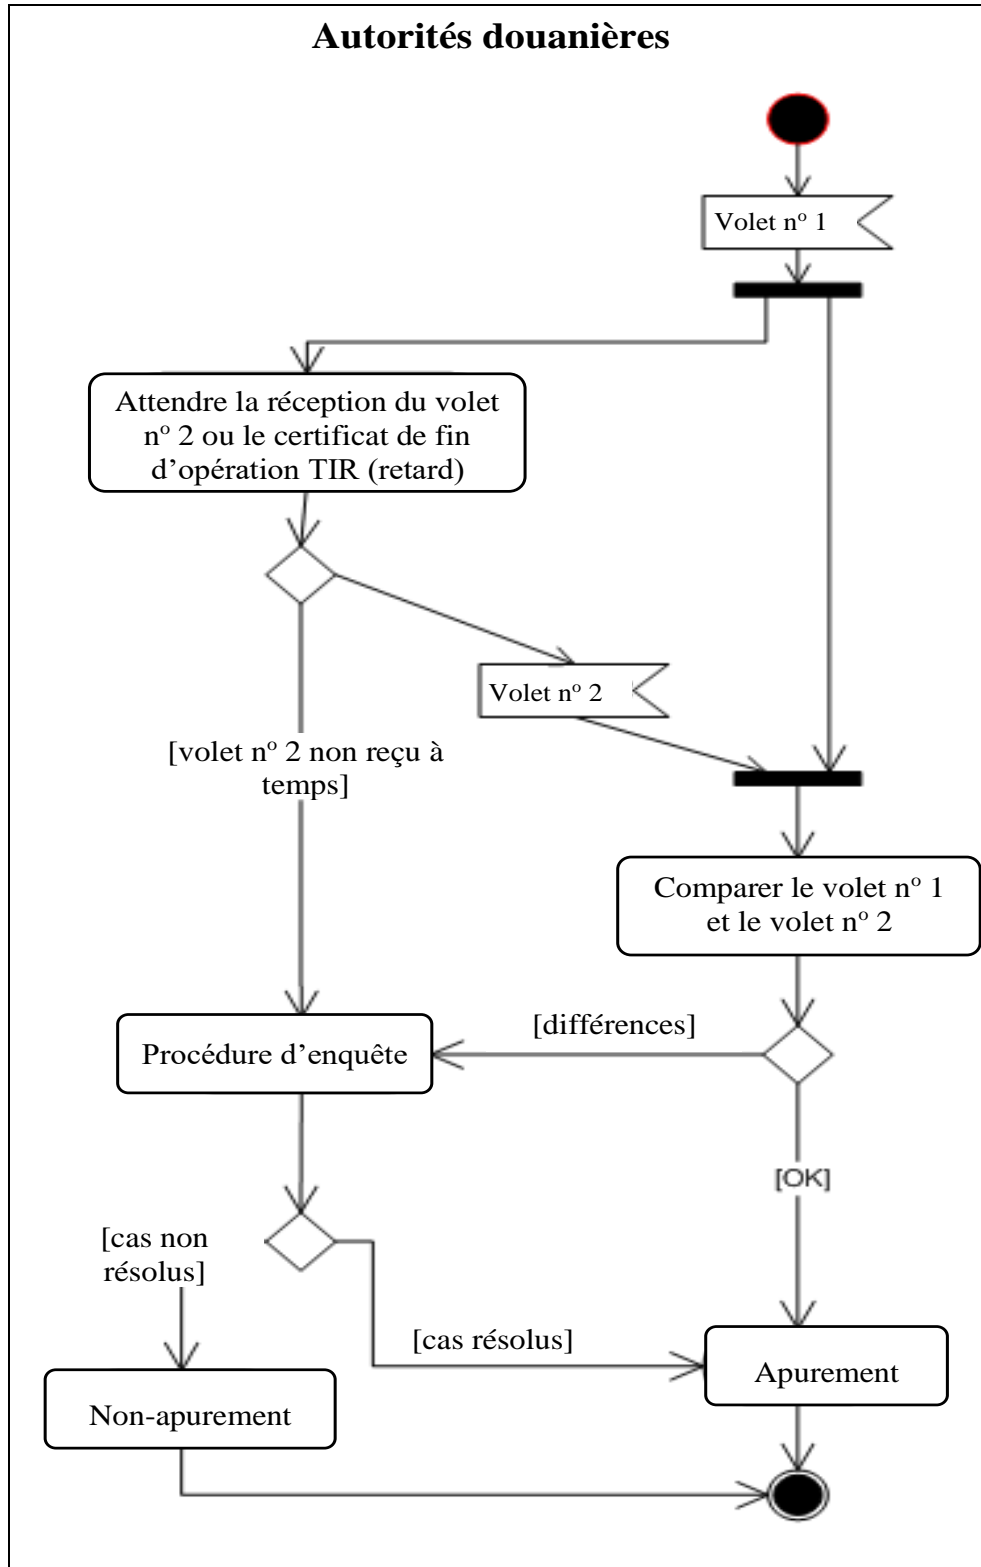 Autorités douanières
Volet nº 1
Attendre la réception du volet
nº 2 ou le certificat de fin
d’opération TIR (retard)
Volet nº 2
[volet nº 2 non reçu à
temps]
Comparer le volet nº 1
et le volet nº 2
[différences]
Procédure d’enquête
[OK]
[cas non
résolus]
[cas résolus]
Apurement
Non-apurement